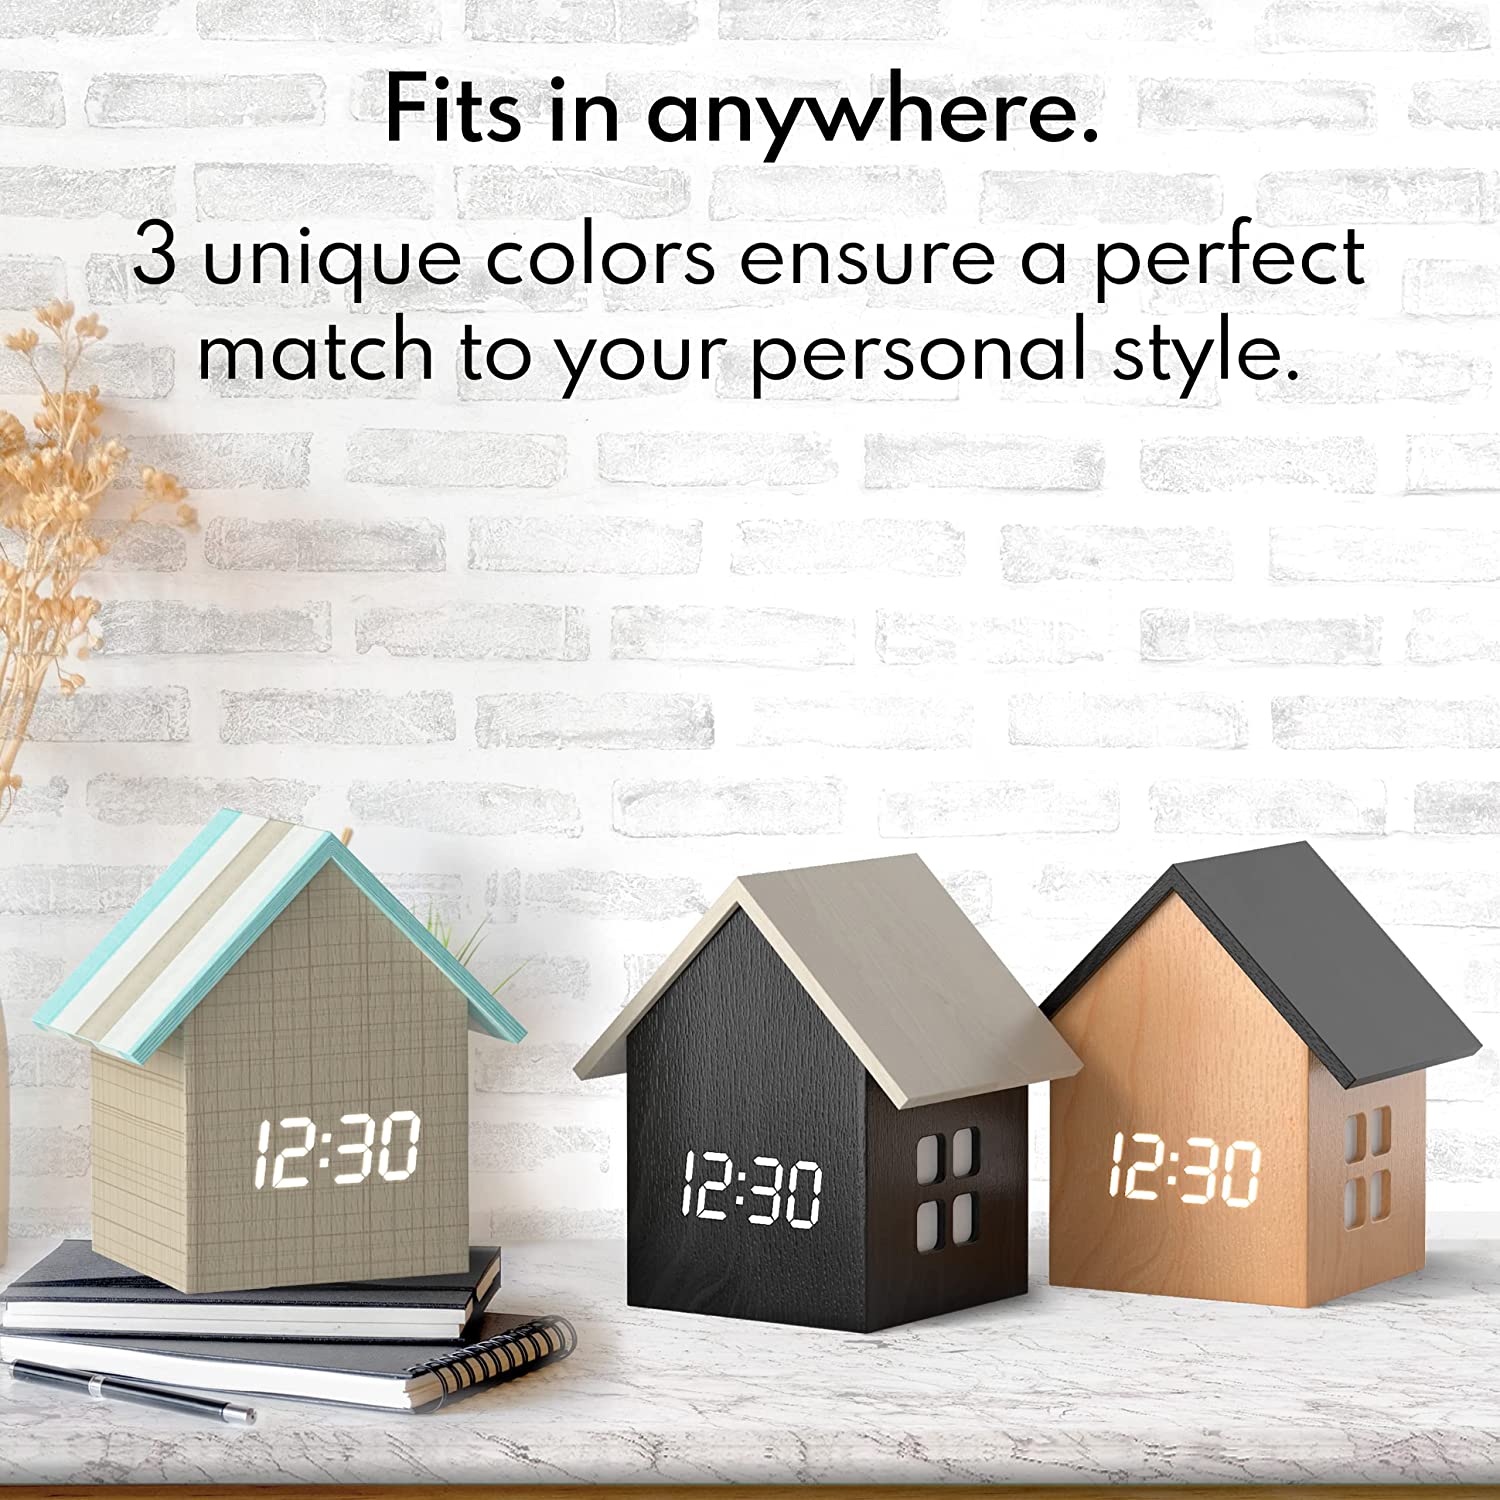 Fits in anywhere.
3 unique colors ensure a perfect
match to your personal style.
12:30
12:30
12:30